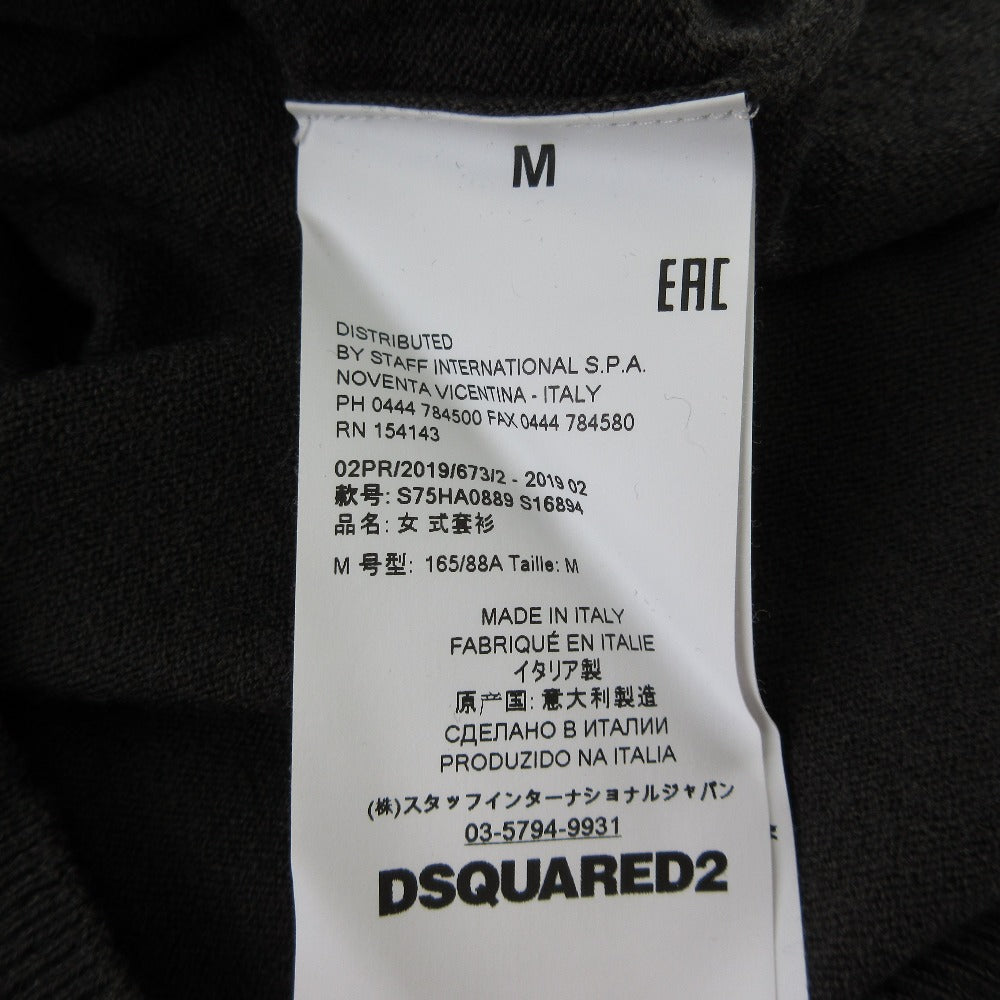 M
EAC
DISTRIBUTED
BY STAFF INTERNATIONAL S.P.A.
NOVENTA VICENTINA - ITALY
PH 0444 784500 FAX 0444 784580
RN 154143
02PR/2019/673/2 - 2019 02
款号: S75HA0889 S16894
品名: 女 式套衫
M 号型: 165/88A Taille: M
MADE IN ITALY
FABRIQUÉ EN ITALIE
イタリア製
原产国: 意大利製造
СДЕЛАНО В ИТАЛИИ
PRODUZIDO NA ITALIA
(株)スタッフインターナショナルジャパン
03-5794-9931
DSQUARED2